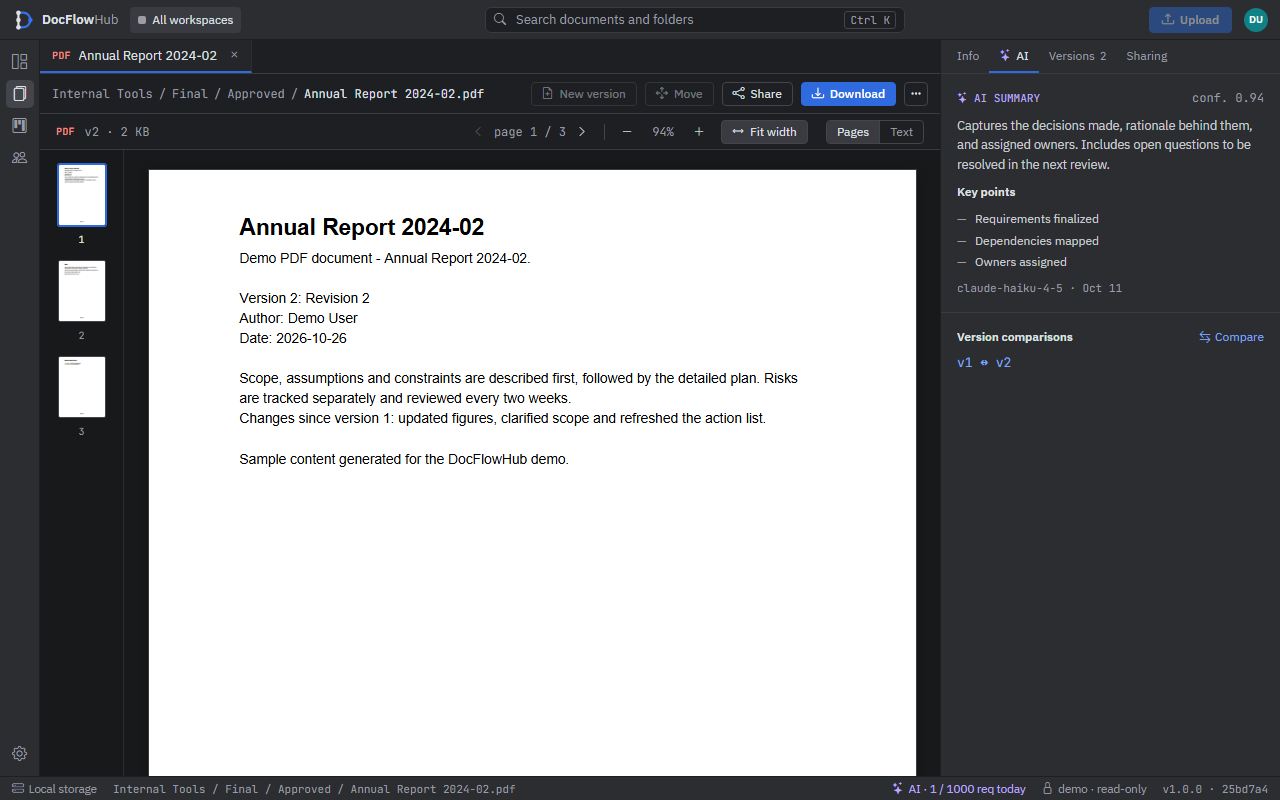 DocFlowHub
All workspaces
Search documents and folders
Ctrl K
Upload
DU
PDF Annual Report 2024-02 ×
Internal Tools / Final / Approved / Annual Report 2024-02.pdf
New version
Move
Share
Download
PDF v2 · 2 KB
page 1 / 3
94%
Fit width
Pages
Text
1
2
3
Annual Report 2024-02
Demo PDF document - Annual Report 2024-02.
Version 2: Revision 2
Author: Demo User
Date: 2026-10-26
Scope, assumptions and constraints are described first, followed by the detailed plan. Risks
are tracked separately and reviewed every two weeks.
Changes since version 1: updated figures, clarified scope and refreshed the action list.
Sample content generated for the DocFlowHub demo.
Info
AI
Versions 2
Sharing
AI SUMMARY
conf. 0.94
Captures the decisions made, rationale behind them,
and assigned owners. Includes open questions to be
resolved in the next review.
Key points
— Requirements finalized
— Dependencies mapped
— Owners assigned
claude-haiku-4-5 · Oct 11
Version comparisons
Compare
v1 ⇔ v2
Local storage
Internal Tools / Final / Approved / Annual Report 2024-02.pdf
AI · 1 / 1000 req today
demo · read-only
v1.0.0 · 25bd7a4